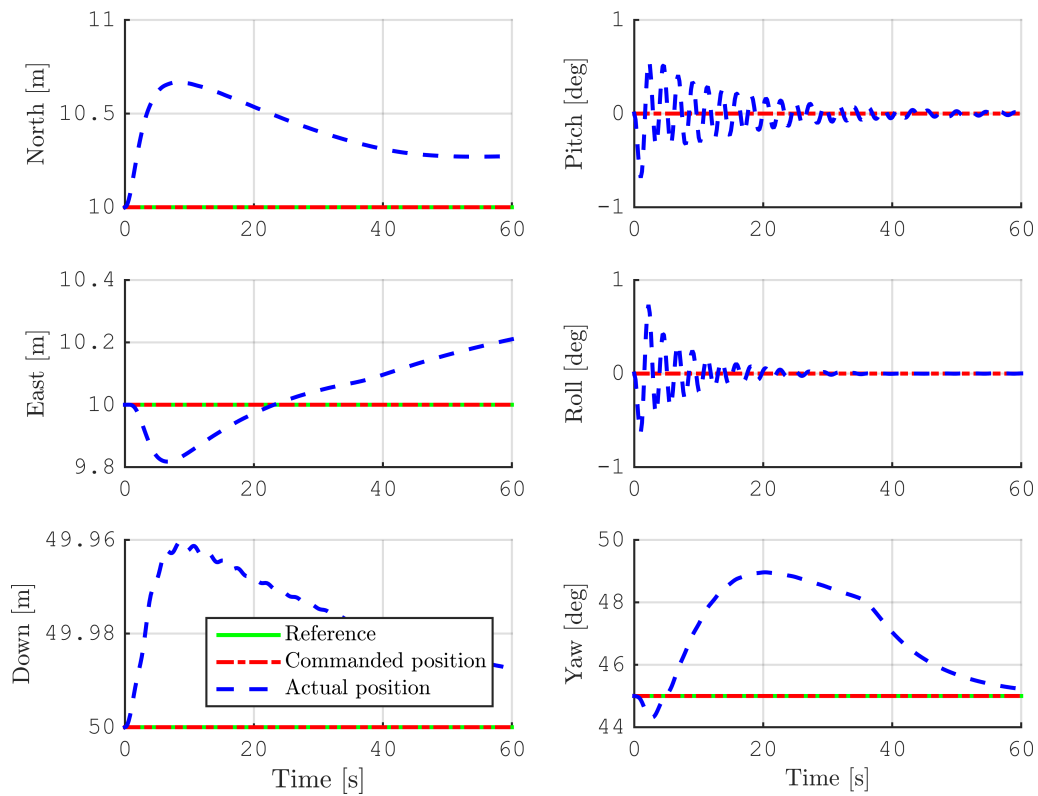 North [m]
11
10.5
10
0 20 40 60
Pitch [deg]
1
0
−1
0 20 40 60
East [m]
10.4
10.2
10
9.8
0 20 40 60
Roll [deg]
1
0
−1
0 20 40 60
Down [m]
49.96
49.98
50
0 20 40 60
Time [s]
Reference
Commanded position
Actual position
Yaw [deg]
50
48
46
44
0 20 40 60
Time [s]